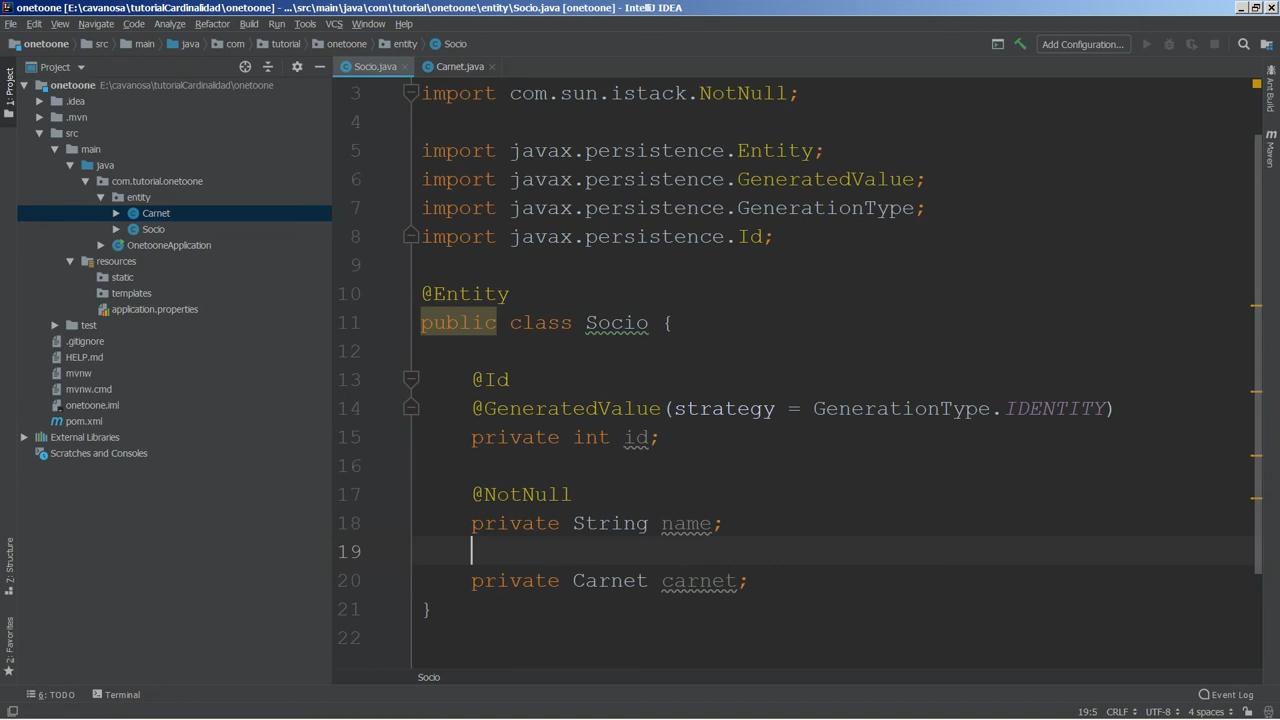 onetoone [E:\cavanosa\tutorialCardinalidad\onetoone] - ...\src\main\java\com\tutorial\onetoone\entity\Socio.java [onetoone] - IntelliJ IDEA
File Edit View Navigate Code Analyze Refactor Build Run Tools VCS Window Help
onetoone src main java com tutorial onetoone entity Socio Add Configuration...
Project Socio.java Carnet.java
onetoone E:\cavanosa\tutorialCardinalidad\onetoone
.idea
.mvn
src
main
java
com.tutorial.onetoone
entity
Carnet
Socio
OnetooneApplication
resources
static
templates
application.properties
test
.gitignore
HELP.md
mvnw
mvnw.cmd
onetoone.iml
pom.xml
External Libraries
Scratches and Consoles
1: Project
Z: Structure
2: Favorites
3 import com.sun.istack.NotNull;
4
5 import javax.persistence.Entity;
6 import javax.persistence.GeneratedValue;
7 import javax.persistence.GenerationType;
8 import javax.persistence.Id;
9
10 @Entity
11 public class Socio {
12
13 @Id
14 @GeneratedValue(strategy = GenerationType.IDENTITY)
15 private int id;
16
17 @NotNull
18 private String name;
19
20 private Carnet carnet;
21 }
22
Socio
Ant Build
Maven
6: TODO Terminal Event Log
19:5 CRLF UTF-8 4 spaces